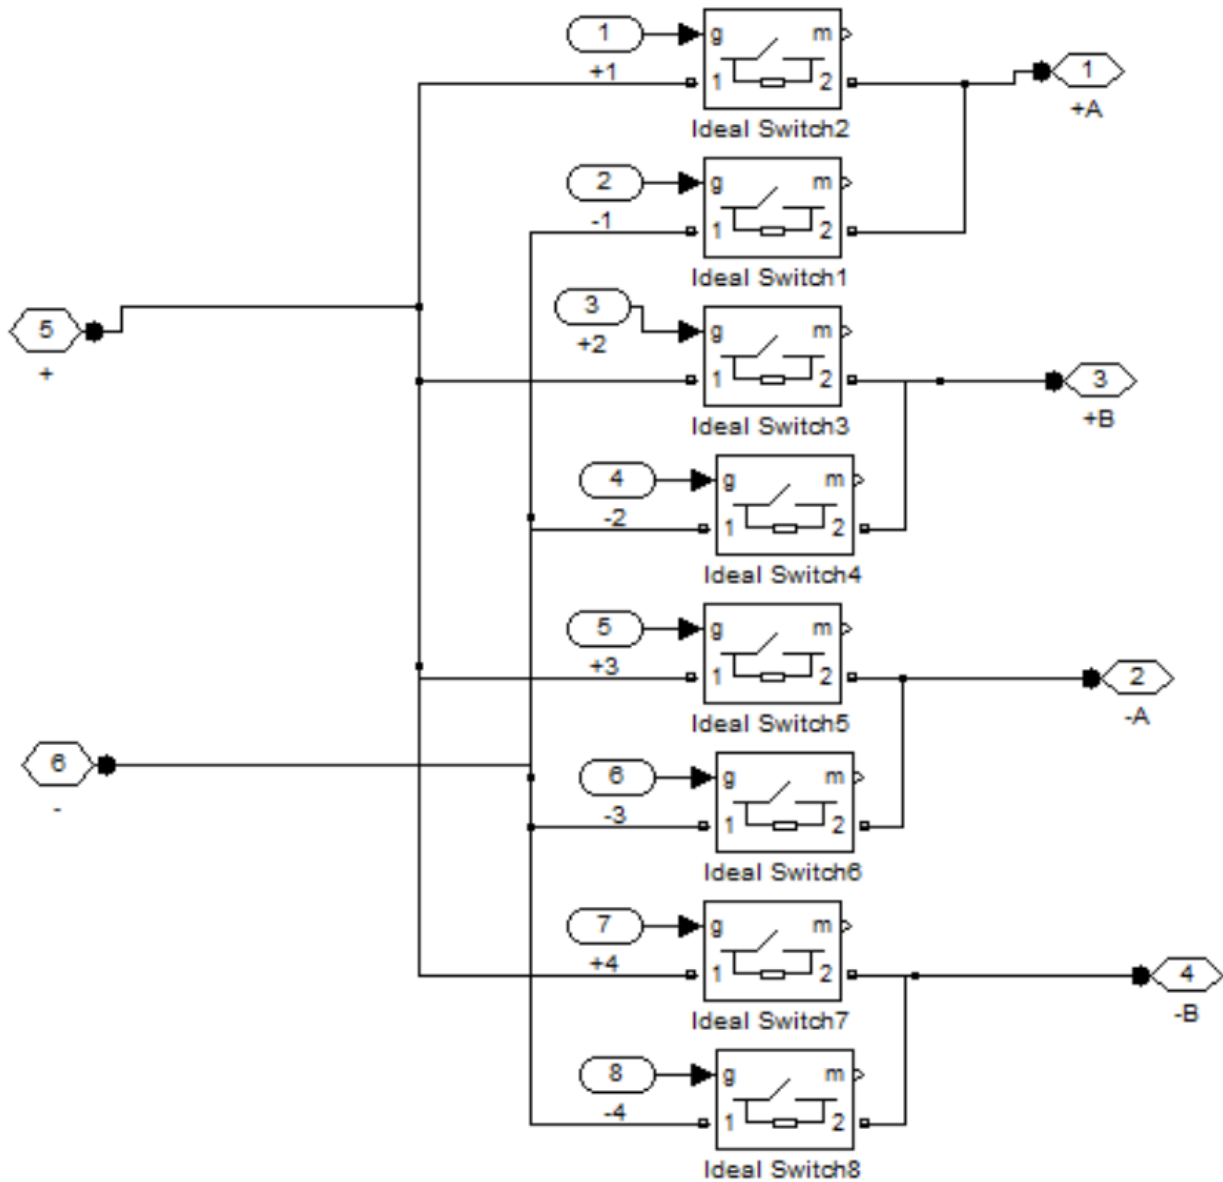 1
g
m
+1
1
2
Ideal Switch2
1
+A
2
g
m
-1
1
2
Ideal Switch1
5
+
3
g
m
+2
1
2
Ideal Switch3
3
+B
4
g
m
-2
1
2
Ideal Switch4
5
g
m
+3
1
2
Ideal Switch5
2
-A
6
-
6
g
m
-3
1
2
Ideal Switch6
7
g
m
+4
1
2
Ideal Switch7
4
-B
8
g
m
-4
1
2
Ideal Switch8